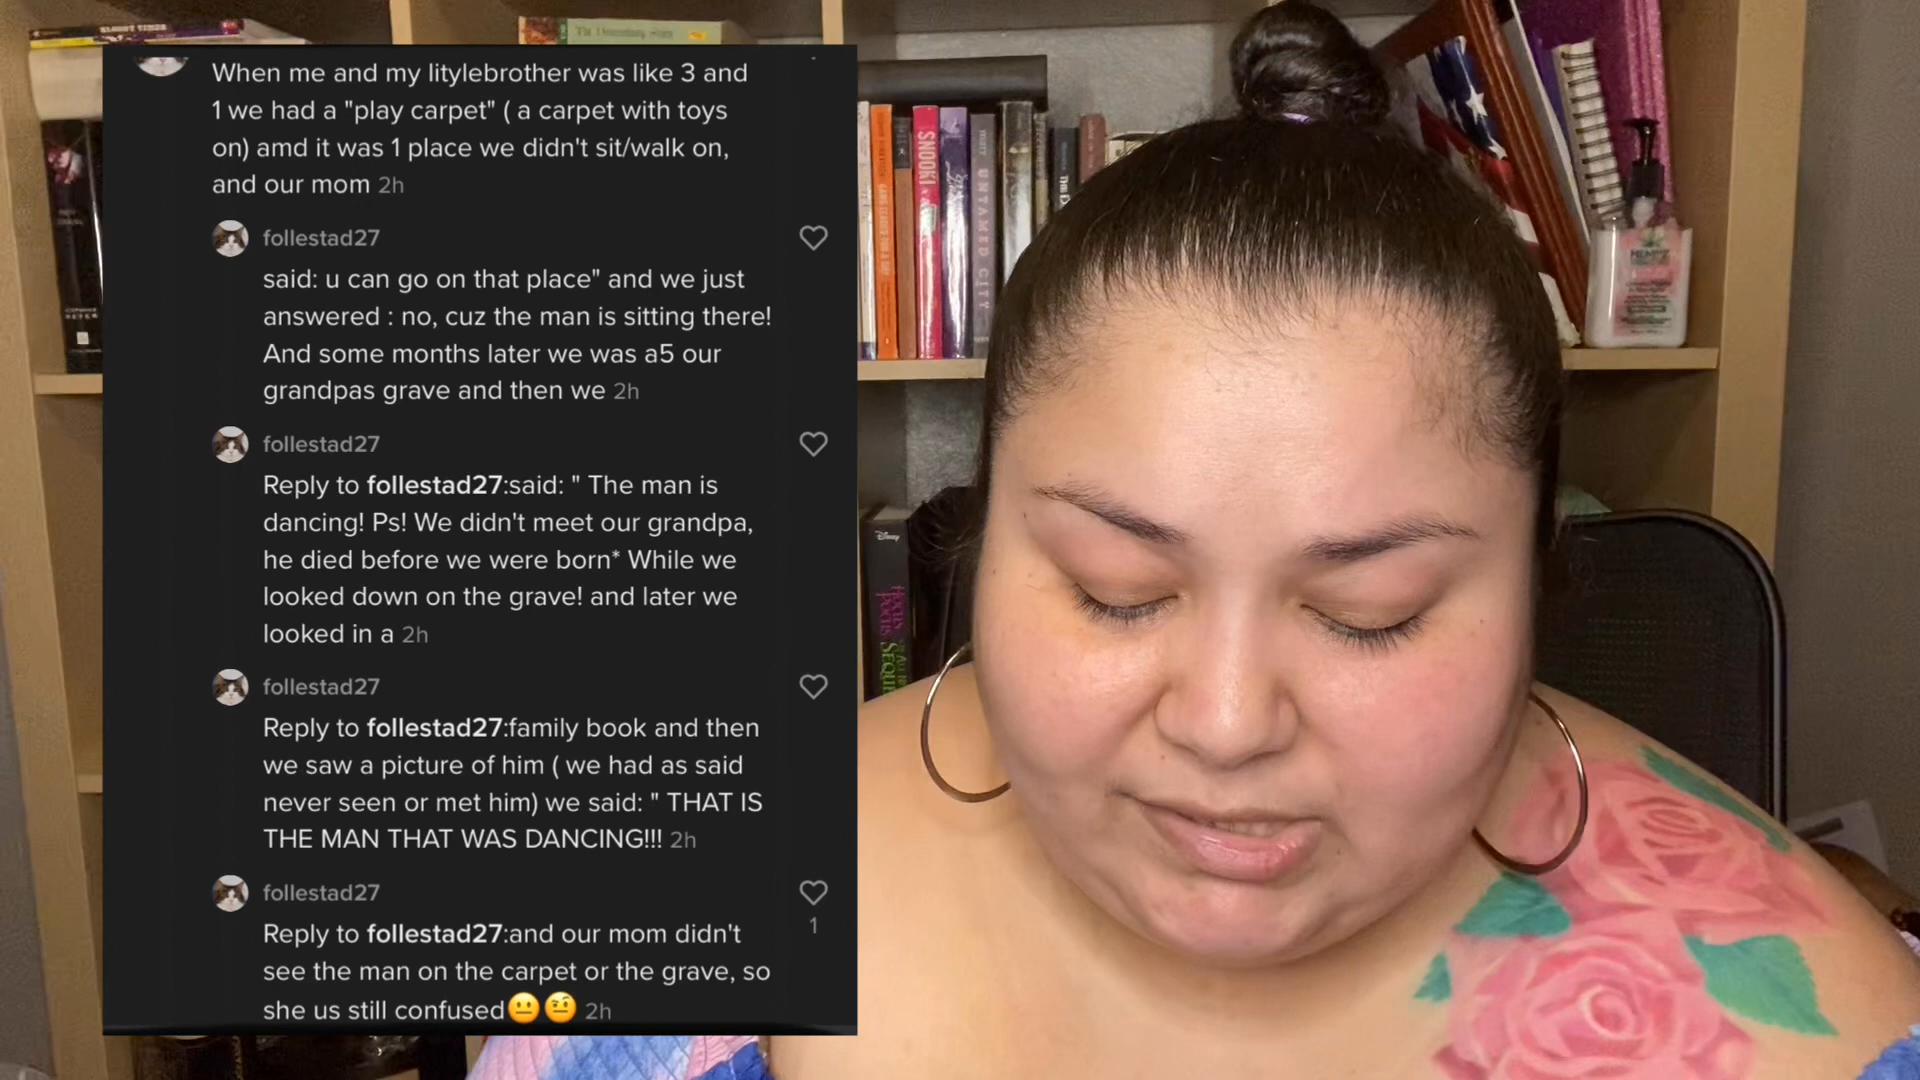 When me and my litylebrother was like 3 and
1 we had a "play carpet" ( a carpet with toys
on) amd it was 1 place we didn't sit/walk on,
and our mom 2h
follestad27
said: u can go on that place" and we just
answered : no, cuz the man is sitting there!
And some months later we was a5 our
grandpas grave and then we 2h
follestad27
Reply to follestad27:said: " The man is
dancing! Ps! We didn't meet our grandpa,
he died before we were born* While we
looked down on the grave! and later we
looked in a 2h
follestad27
Reply to follestad27:family book and then
we saw a picture of him ( we had as said
never seen or met him) we said: " THAT IS
THE MAN THAT WAS DANCING!!! 2h
follestad27
1
Reply to follestad27:and our mom didn't
see the man on the carpet or the grave, so
she us still confused😐🤨 2h
SNOOKI
UNTAMED CITY
Disney
HOCUS
POCUS
HEMPZ